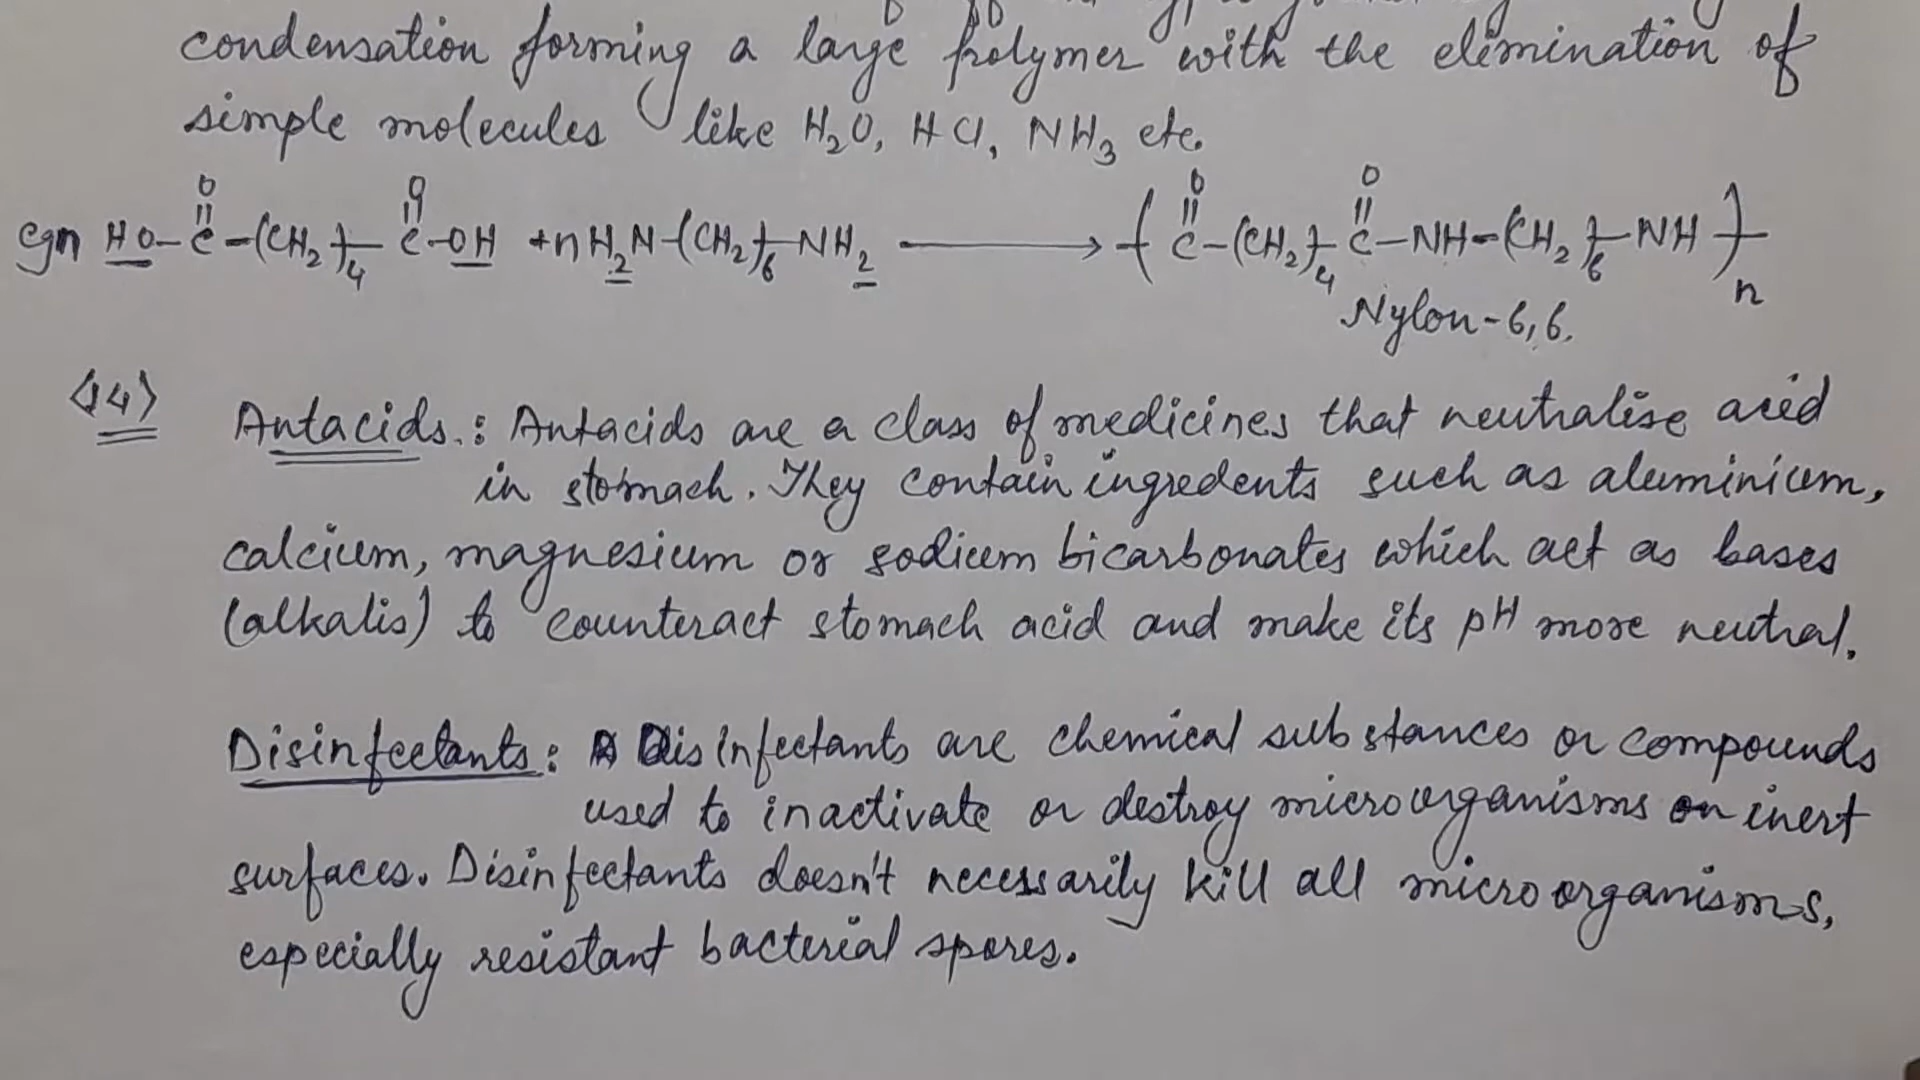 condensation forming a large polymer with the elimination of
simple molecules like H₂O, HCl, NH₃ etc.
egn HO-C(=O)-(CH₂)₄-C(=O)-OH + n H₂N-(CH₂)₆-NH₂ ⟶ -(C(=O)-(CH₂)₄-C(=O)-NH-(CH₂)₆-NH)-n
Nylon-6,6.
<14>
Antacids.: Antacids are a class of medicines that neutralise acid
in stomach. They contain ingredents such as aluminium,
calcium, magnesium or sodium bicarbonates which act as bases
(alkalis) to counteract stomach acid and make its pH more neutral.
Disinfectants: Disinfectants are chemical substances or compounds
used to inactivate or destroy microorganisms on inert
surfaces. Disinfectants doesn't necessarily kill all microorganisms,
especially resistant bacterial spores.